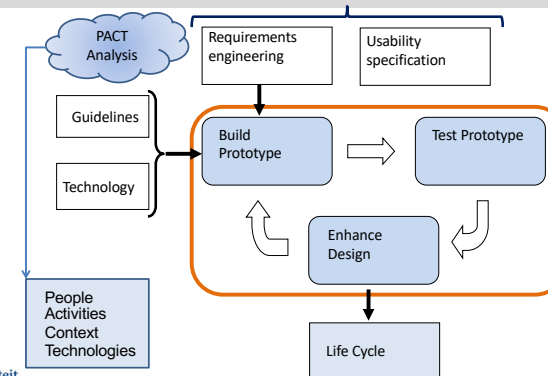 PACT
Analysis
Requirements
engineering
Usability
specification
Guidelines
Technology
Build
Prototype
Test Prototype
Enhance
Design
People
Activities
Context
Technologies
Life Cycle